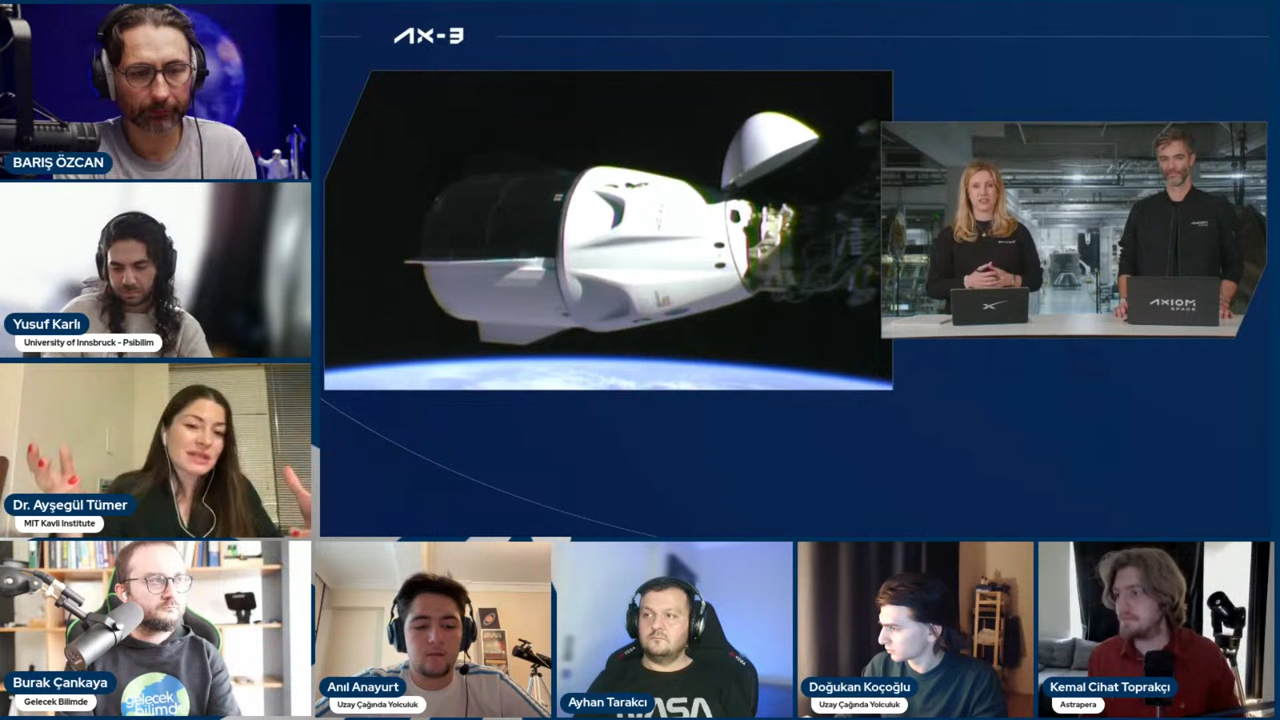 AX-3
BARIŞ ÖZCAN
Yusuf Karlı
University of Innsbruck - Psibilim
AXIOM
SPACE
Dr. Ayşegül Tümer
MIT Kavli Institute
Burak Çankaya
Gelecek Bilimde
gelecek
bilimde
Anıl Anayurt
Uzay Çağında Yolculuk
Ayhan Tarakcı
NASA
Doğukan Koçoğlu
Uzay Çağında Yolculuk
Kemal Cihat Toprakçı
Astrapera